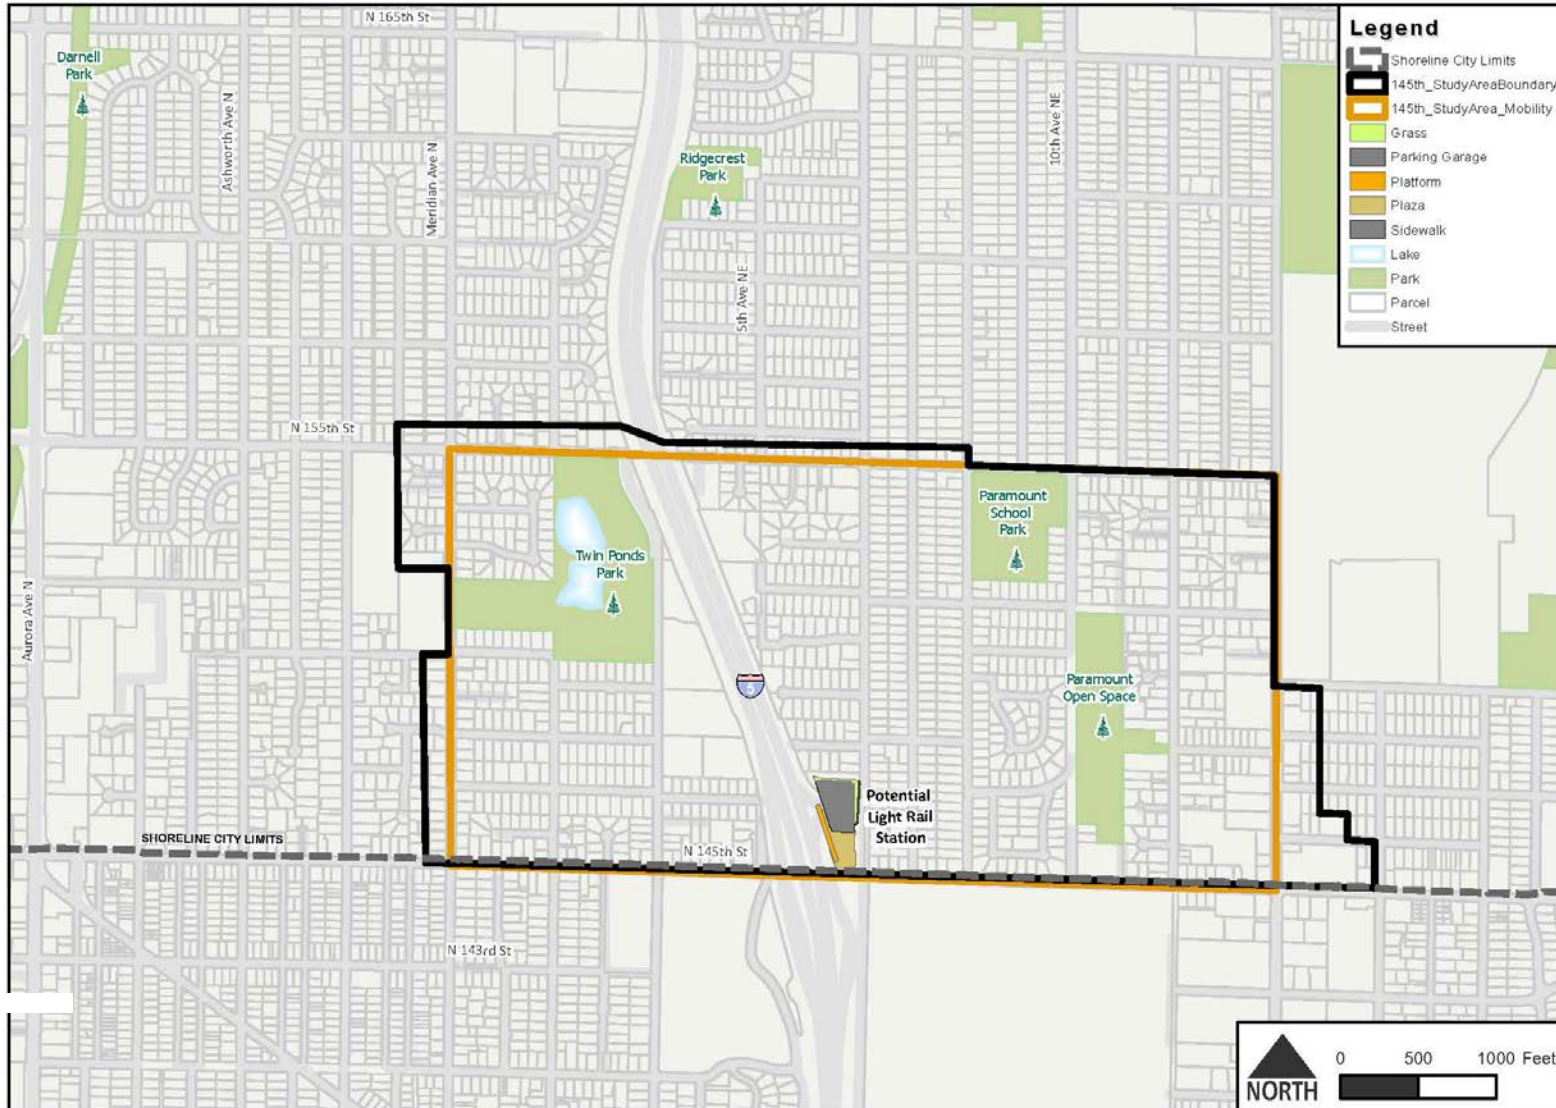 N 165th St
Darnell
Park
Ashworth Ave N
Meridian Ave N
Ridgecrest
Park
10th Ave NE
5th Ave NE
Legend
Shoreline City Limits
145th_StudyAreaBoundary
145th_StudyArea_Mobility
Grass
Parking Garage
Platform
Plaza
Sidewalk
Lake
Park
Parcel
Street
N 155th St
Paramount
School
Park
Twin Ponds
Park
Aurora Ave N
5
Paramount
Open Space
Potential
Light Rail
Station
SHORELINE CITY LIMITS
N 145th St
N 143rd St
NORTH
0 500 1000 Feet